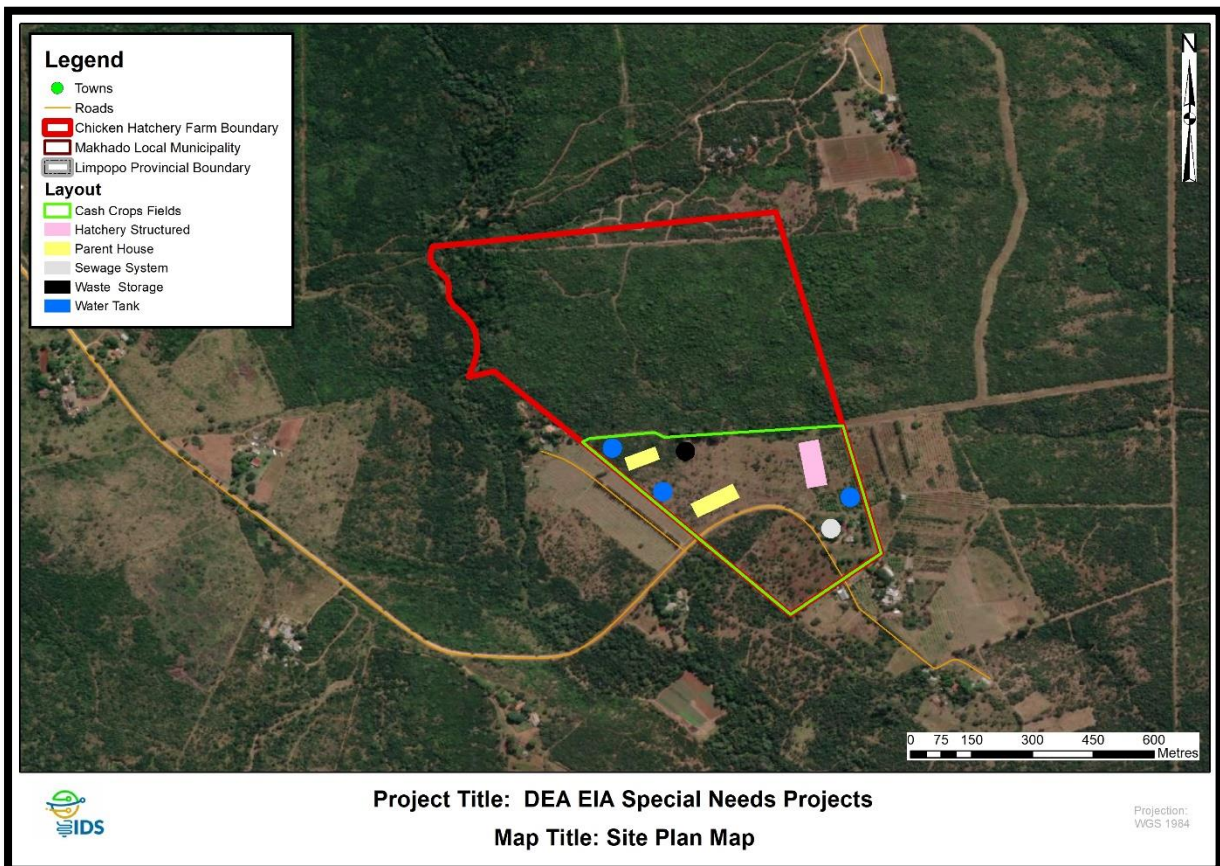 Legend
Towns
Roads
Chicken Hatchery Farm Boundary
Makhado Local Municipality
Limpopo Provincial Boundary
Layout
Cash Crops Fields
Hatchery Structured
Parent House
Sewage System
Waste Storage
Water Tank
N
0 75 150 300 450 600
Metres
IDS
Project Title: DEA EIA Special Needs Projects
Map Title: Site Plan Map
Projection:
WGS 1984